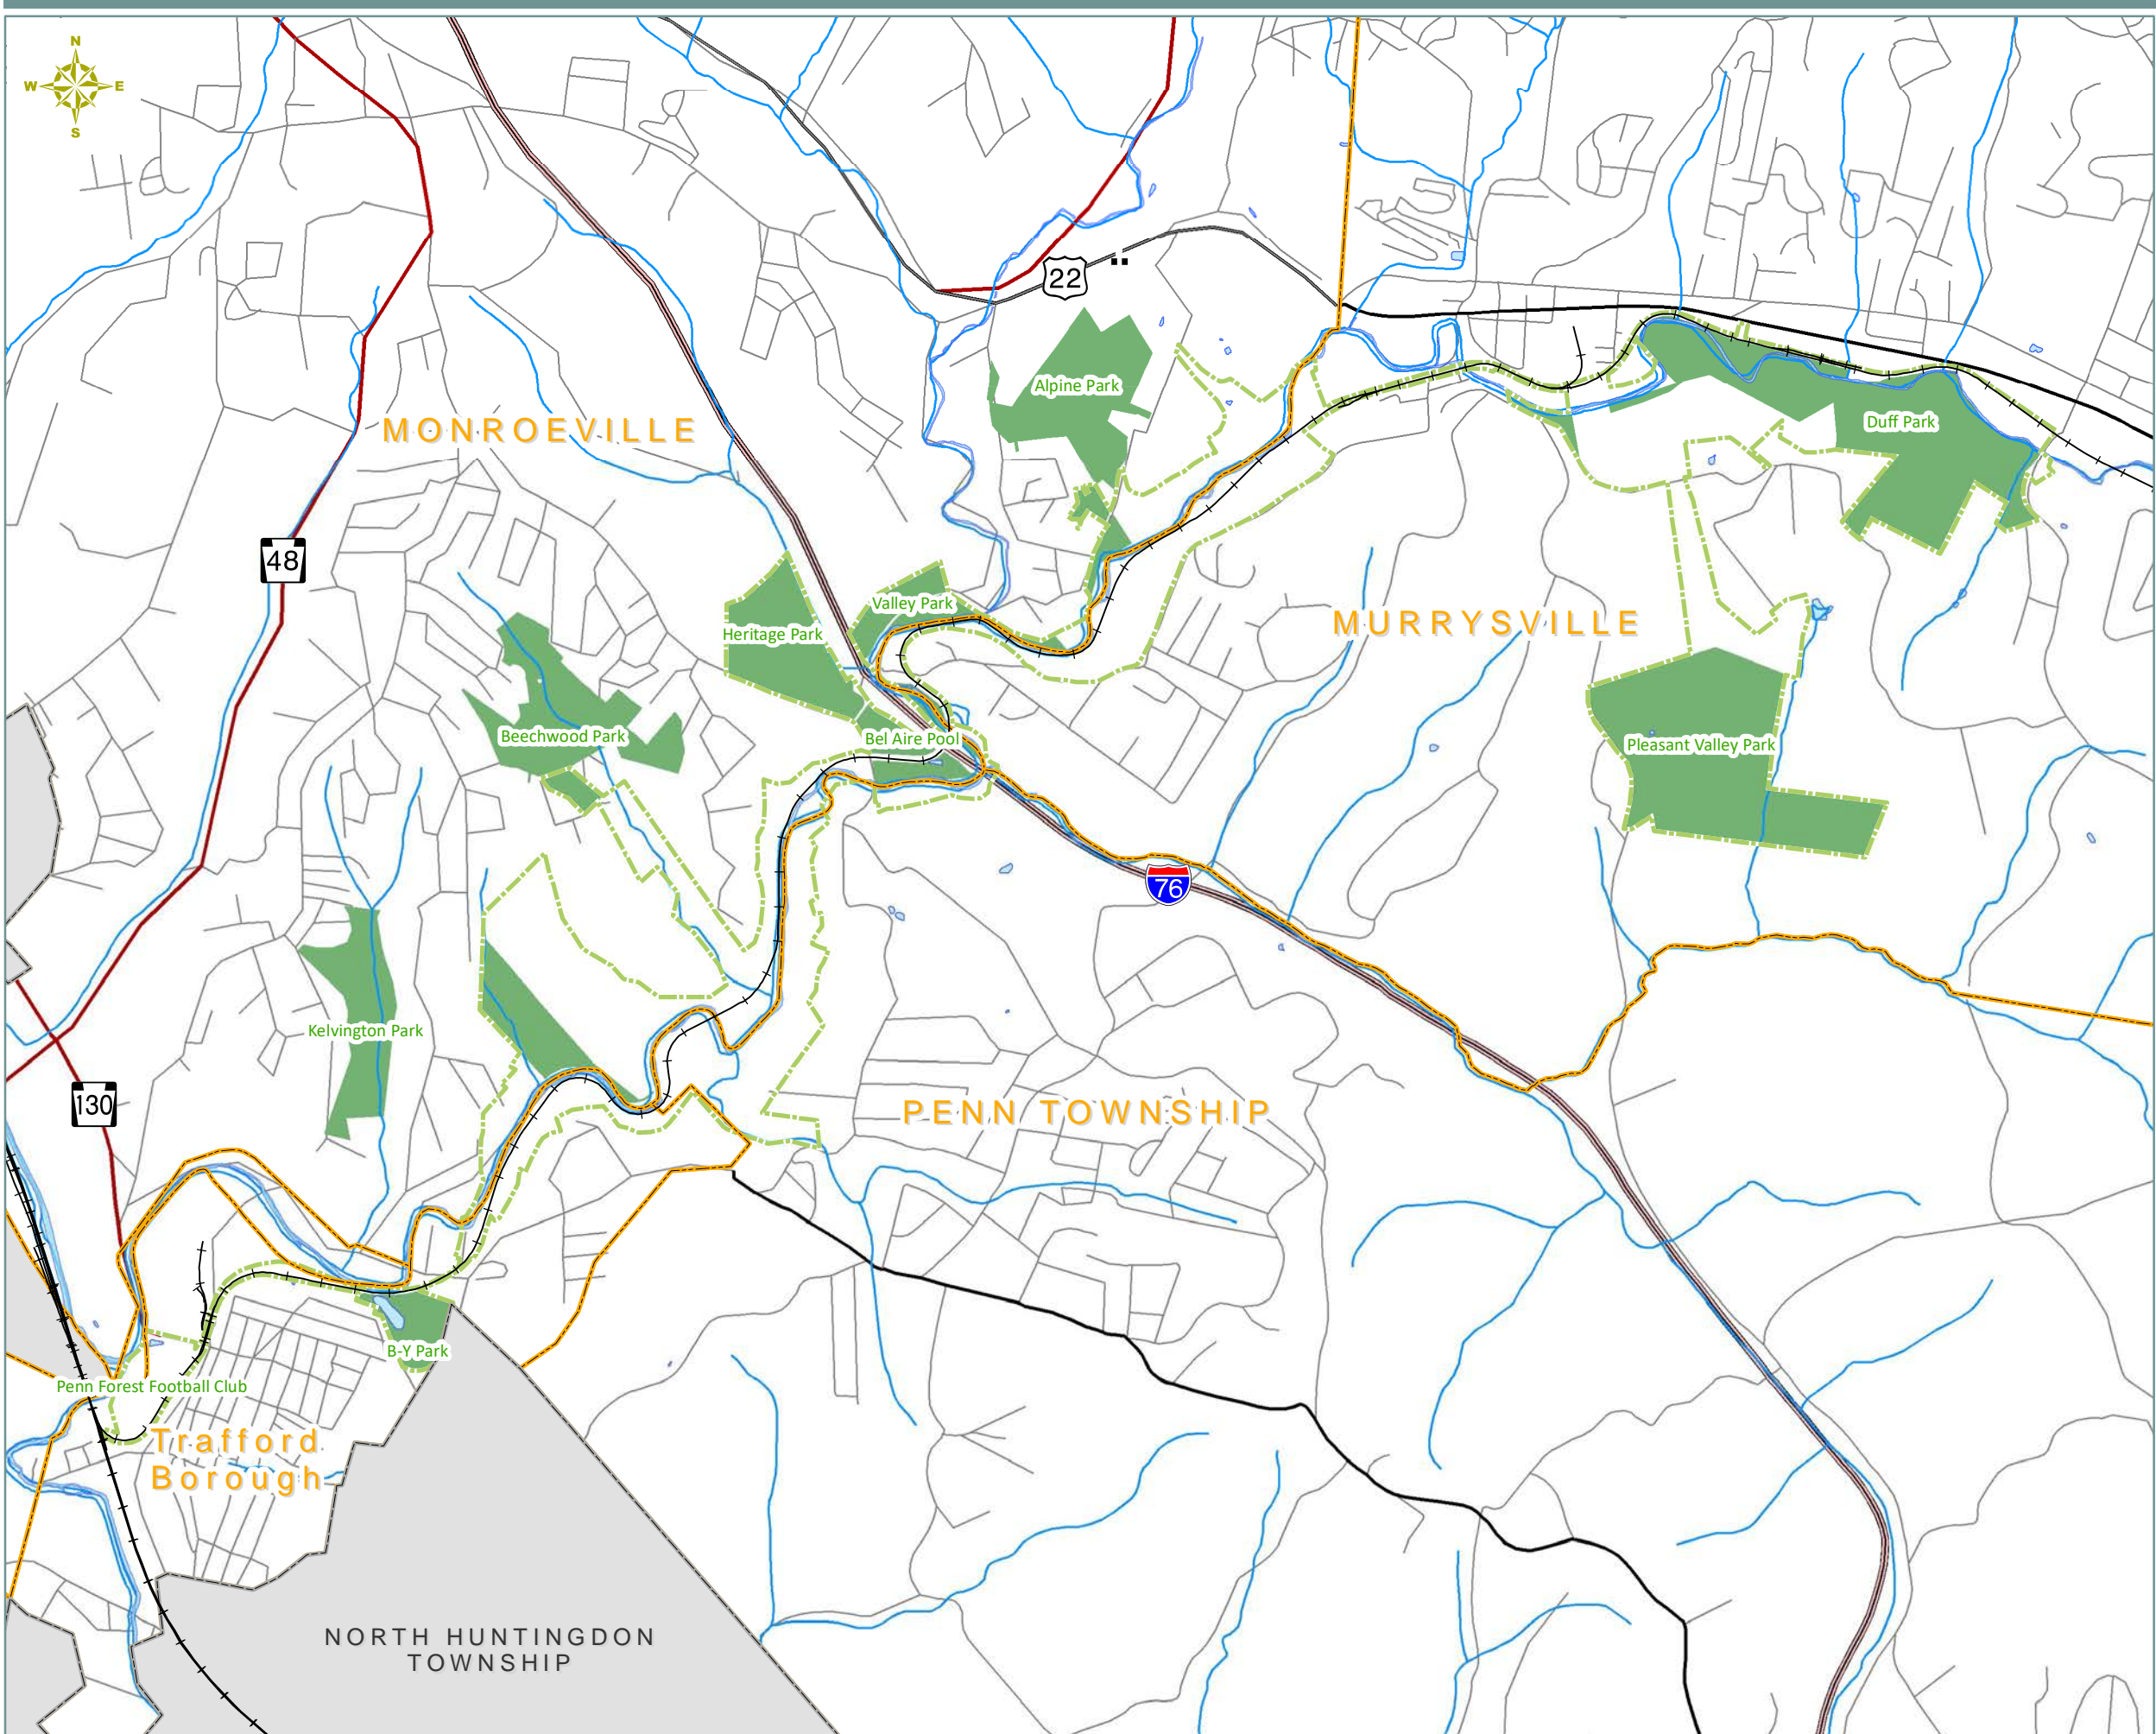 N
W E
S
22
Alpine Park
Duff Park
MONROEVILLE
48
Valley Park
MURRYSVILLE
Heritage Park
Beechwood Park
Bel Aire Pool
Pleasant Valley Park
76
Kelvington Park
130
PENN TOWNSHIP
B-Y Park
Penn Forest Football Club
Trafford
Borough
NORTH HUNTINGDON
TOWNSHIP